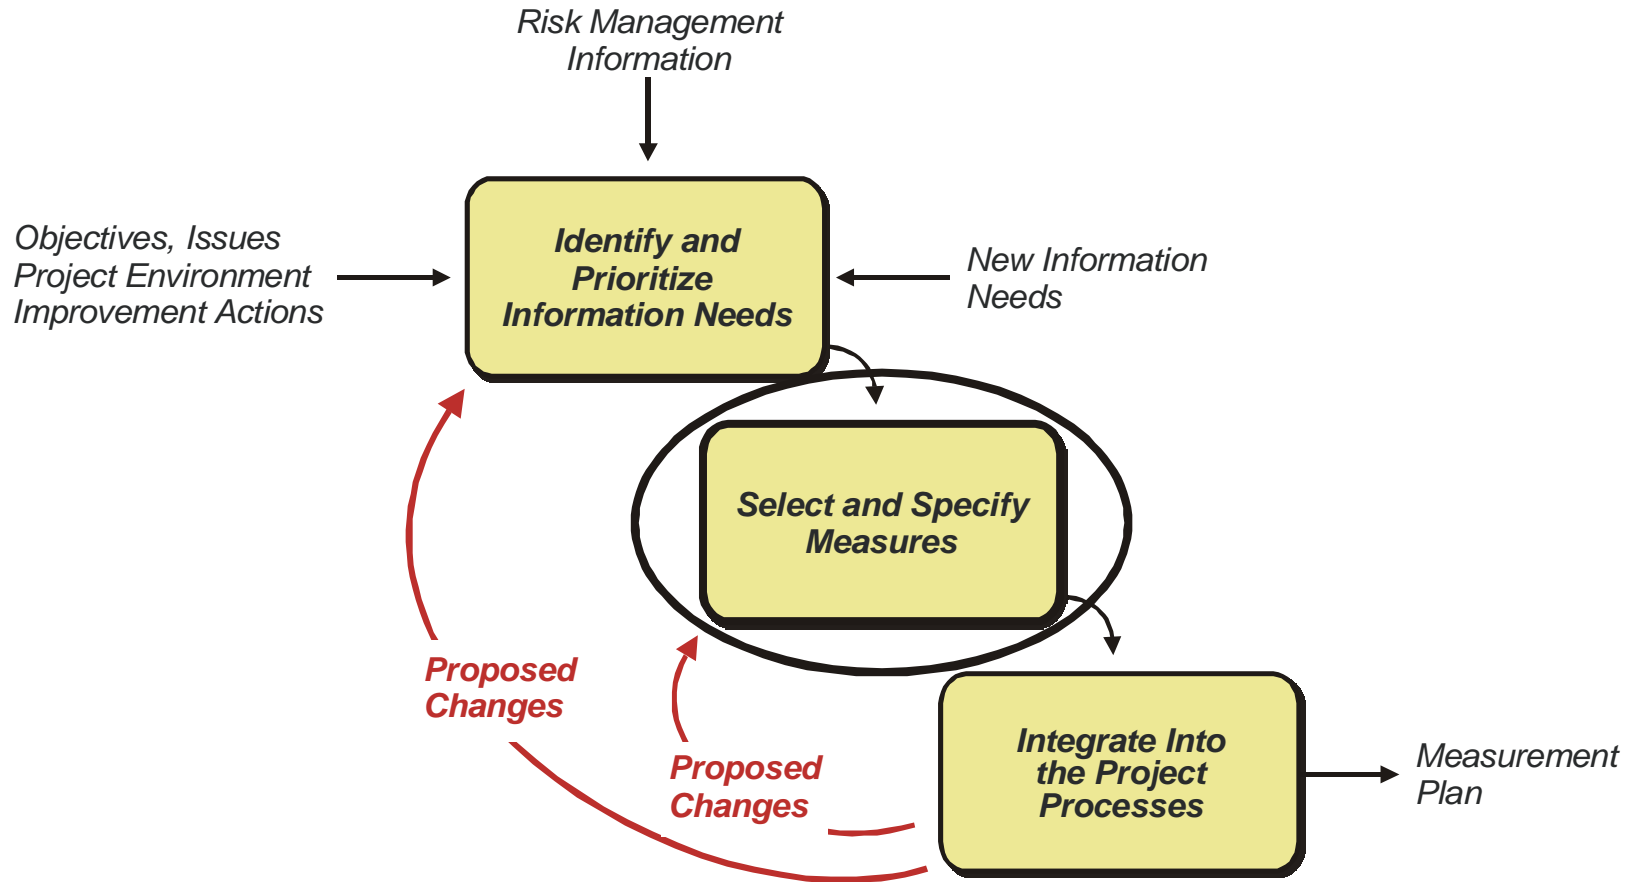 Risk Management
Information
Objectives, Issues
Project Environment
Improvement Actions
Identify and
Prioritize
Information Needs
New Information
Needs
Select and Specify
Measures
Proposed
Changes
Proposed
Changes
Integrate Into
the Project
Processes
Measurement
Plan